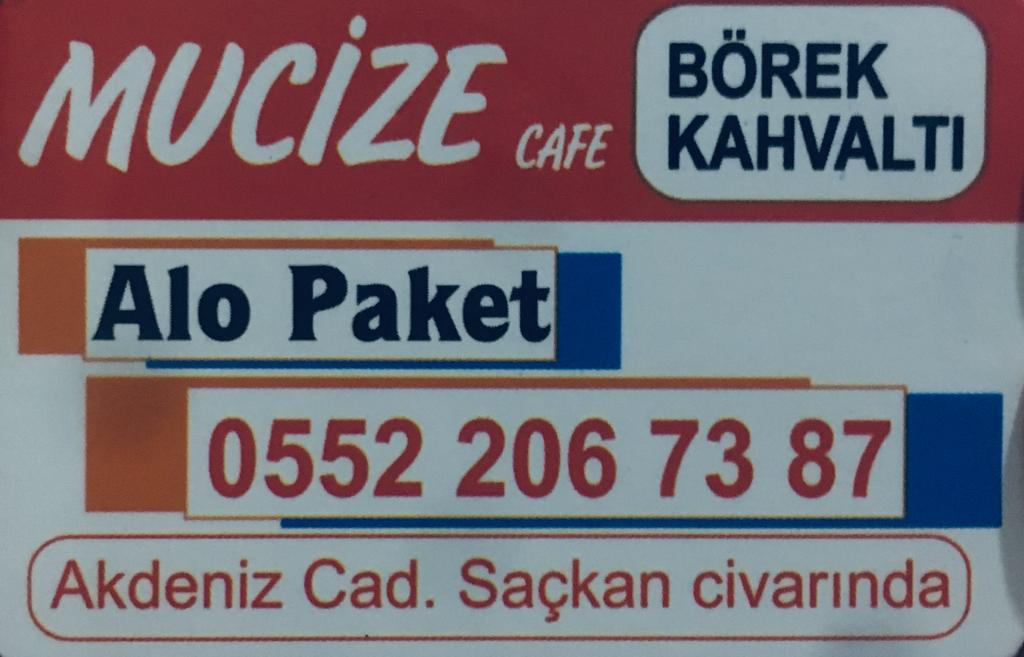 MUCİZE CAFE
BÖREK
KAHVALTI
Alo Paket
0552 206 73 87
Akdeniz Cad. Saçkan civarında